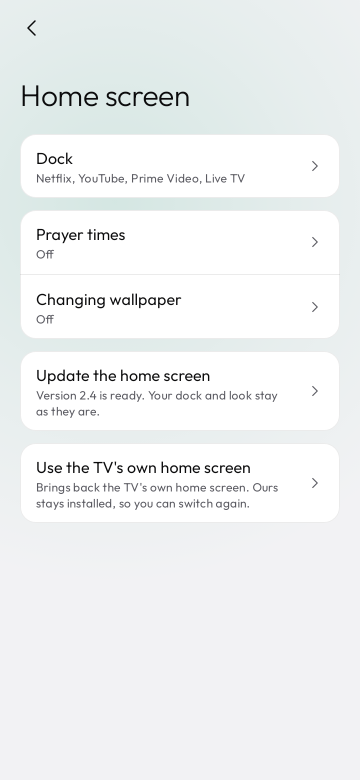 Home screen
Dock
Netflix, YouTube, Prime Video, Live TV
Prayer times
Off
Changing wallpaper
Off
Update the home screen
Version 2.4 is ready. Your dock and look stay
as they are.
Use the TV's own home screen
Brings back the TV's own home screen. Ours
stays installed, so you can switch again.